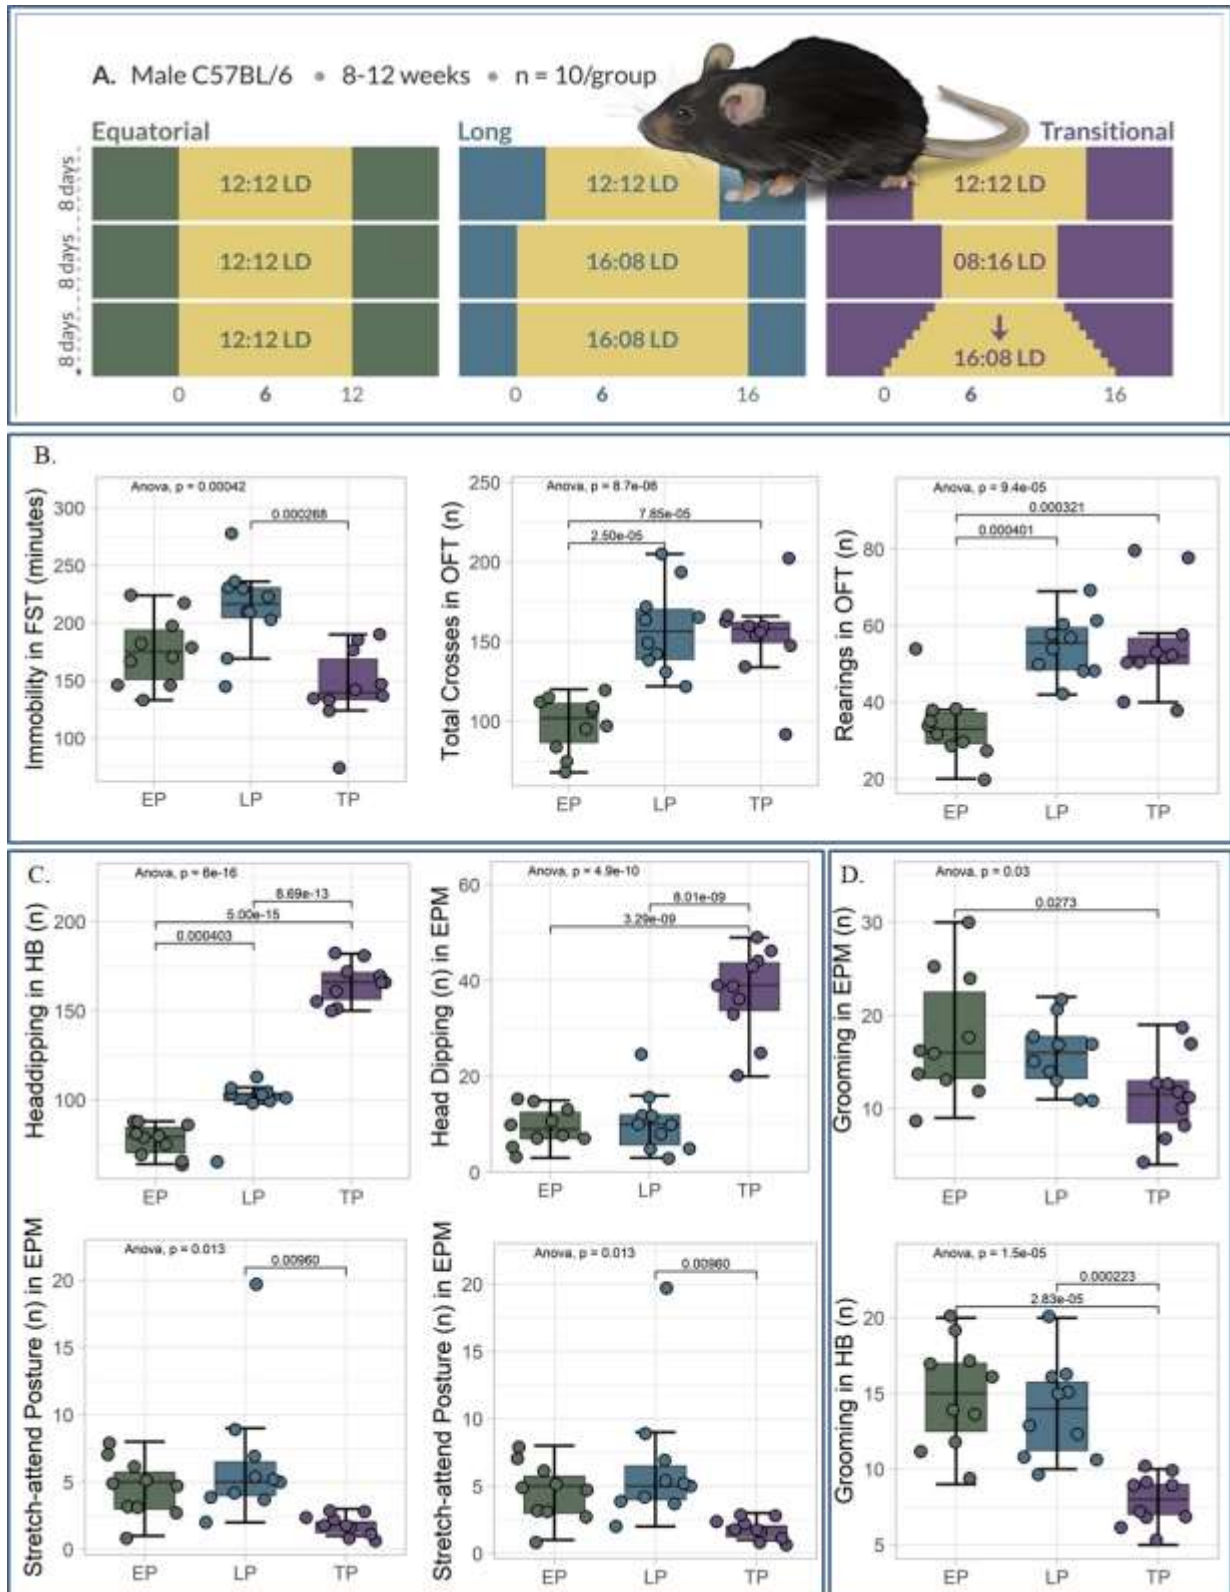 A. Male C57BL/6 • 8-12 weeks • n = 10/group
Equatorial
Long
Transitional
8 days
12:12 LD
12:12 LD
12:12 LD
8 days
12:12 LD
16:08 LD
08:16 LD
8 days
12:12 LD
16:08 LD
↓
16:08 LD
0 6 12
0 6 16
0 6 16
B.
Immobility in FST (minutes)
Anova, p = 0.00042
0.000268
300
250
200
150
100
EP LP TP
Total Crosses in OFT (n)
Anova, p = 8.7e-06
7.85e-05
2.50e-05
250
200
150
100
EP LP TP
Rearings in OFT (n)
Anova, p = 9.4e-05
0.000321
0.000401
80
60
40
20
EP LP TP
C.
Headdipping in HB (n)
Anova, p = 6e-16
8.69e-13
5.00e-15
0.000403
200
150
100
EP LP TP
Head Dipping (n) in EPM
Anova, p = 4.9e-10
8.01e-09
3.29e-09
60
40
20
0
EP LP TP
Stretch-attend Posture (n) in EPM
Anova, p = 0.013
0.00960
20
15
10
5
0
EP LP TP
Stretch-attend Posture (n) in EPM
Anova, p = 0.013
0.00960
20
15
10
5
0
EP LP TP
D.
Grooming in EPM (n)
Anova, p = 0.03
0.0273
30
20
10
EP LP TP
Grooming in HB (n)
Anova, p = 1.5e-05
0.000223
2.83e-05
20
15
10
5
EP LP TP